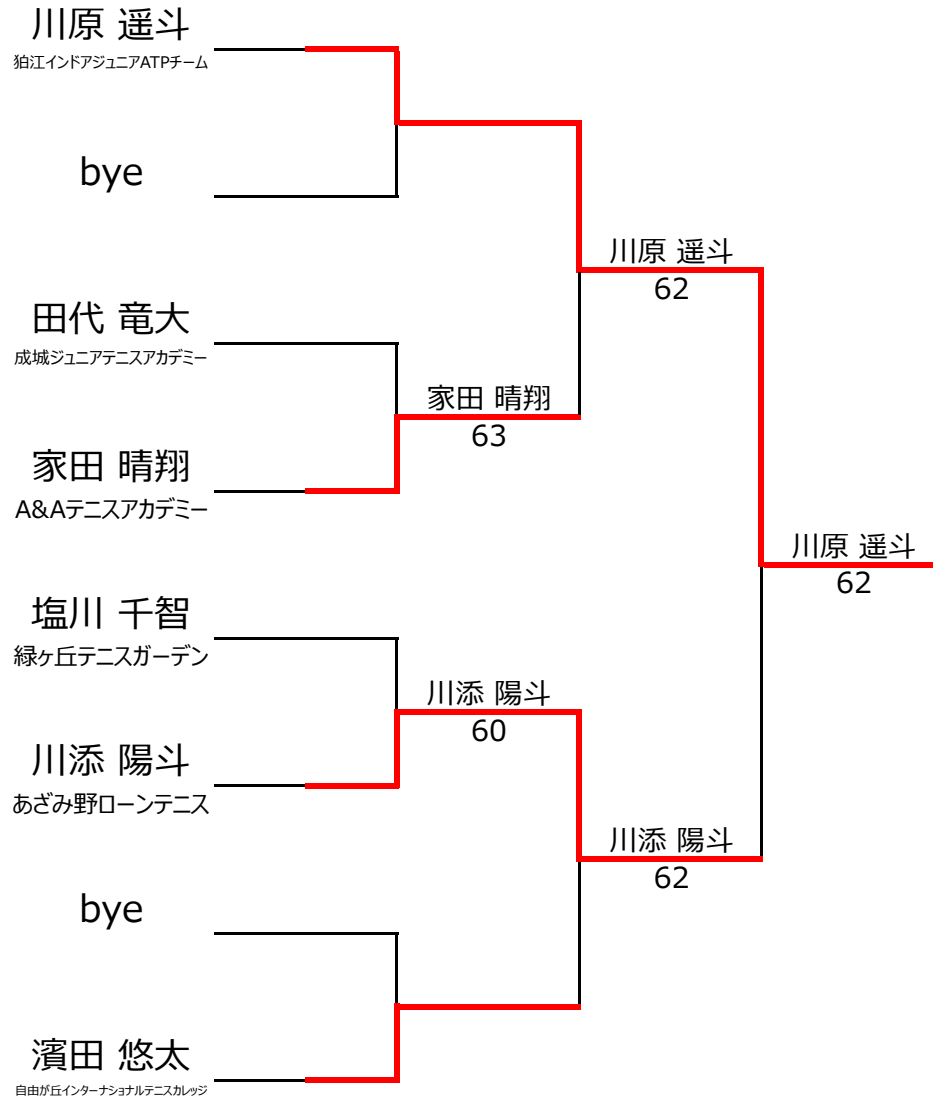 川原 遥斗
狛江インドアジュニアATPチーム
bye
田代 竜大
成城ジュニアテニスアカデミー
家田 晴翔
A&Aテニスアカデミー
塩川 千智
緑ヶ丘テニスガーデン
川添 陽斗
あざみ野ローンテニス
bye
濱田 悠太
自由が丘インターナショナルテニスカレッジ
家田 晴翔
63
川添 陽斗
60
川原 遥斗
62
川添 陽斗
62
川原 遥斗
62